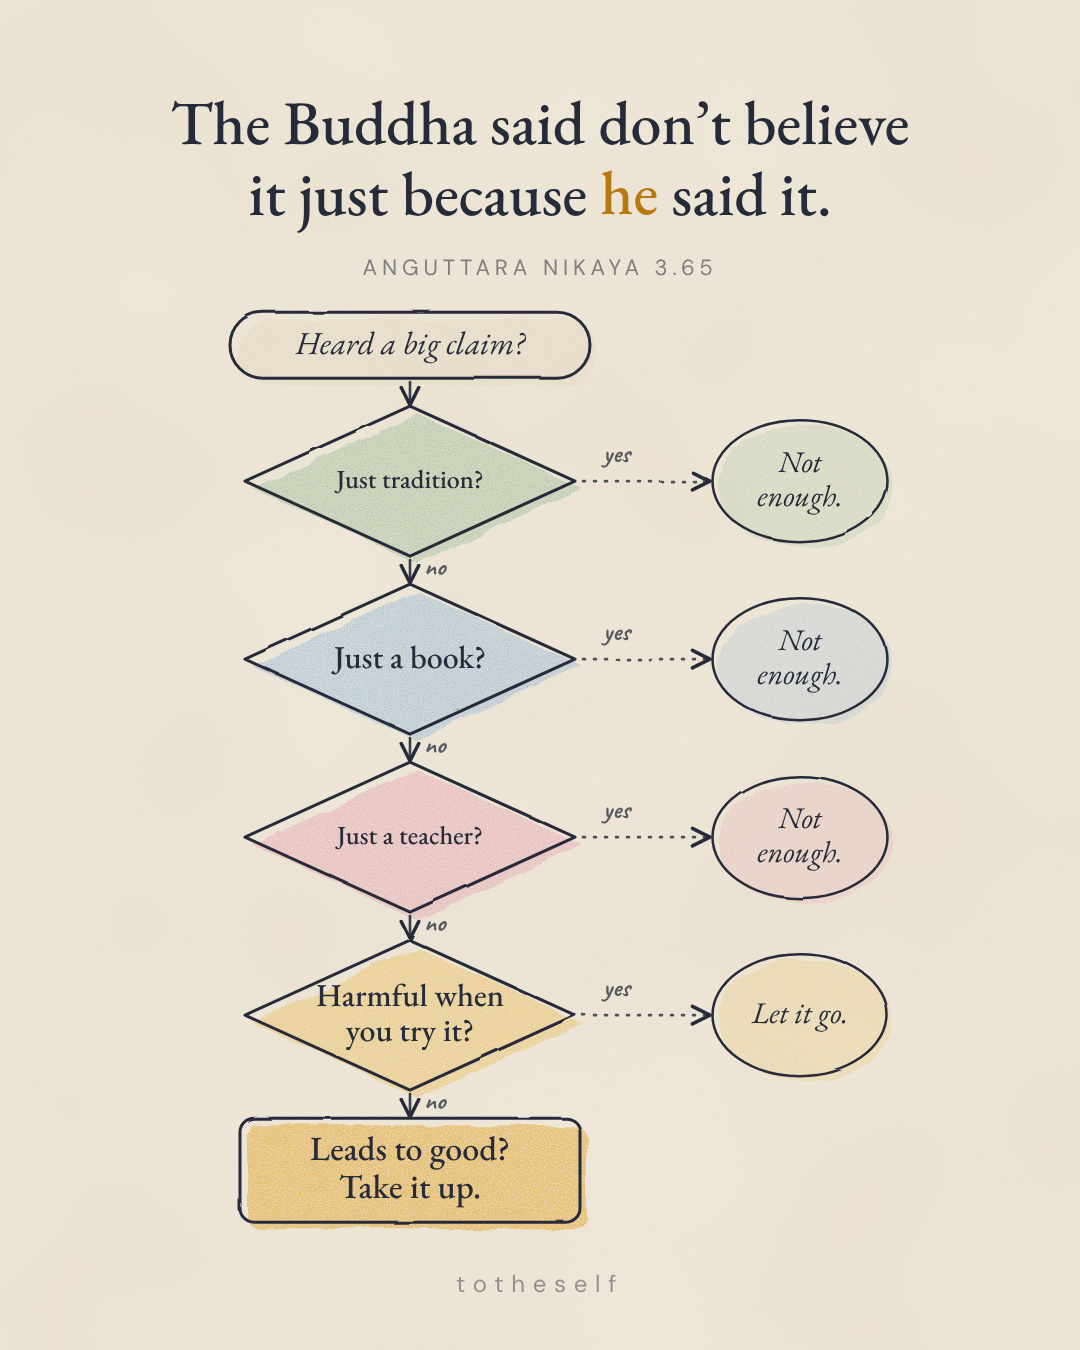 The Buddha said don’t believe
it just because he said it.
ANGUTTARA NIKAYA 3.65
Heard a big claim?
Just tradition?
yes
Not
enough.
no
Just a book?
yes
Not
enough.
no
Just a teacher?
yes
Not
enough.
no
Harmful when
you try it?
yes
Let it go.
no
Leads to good?
Take it up.
totheself